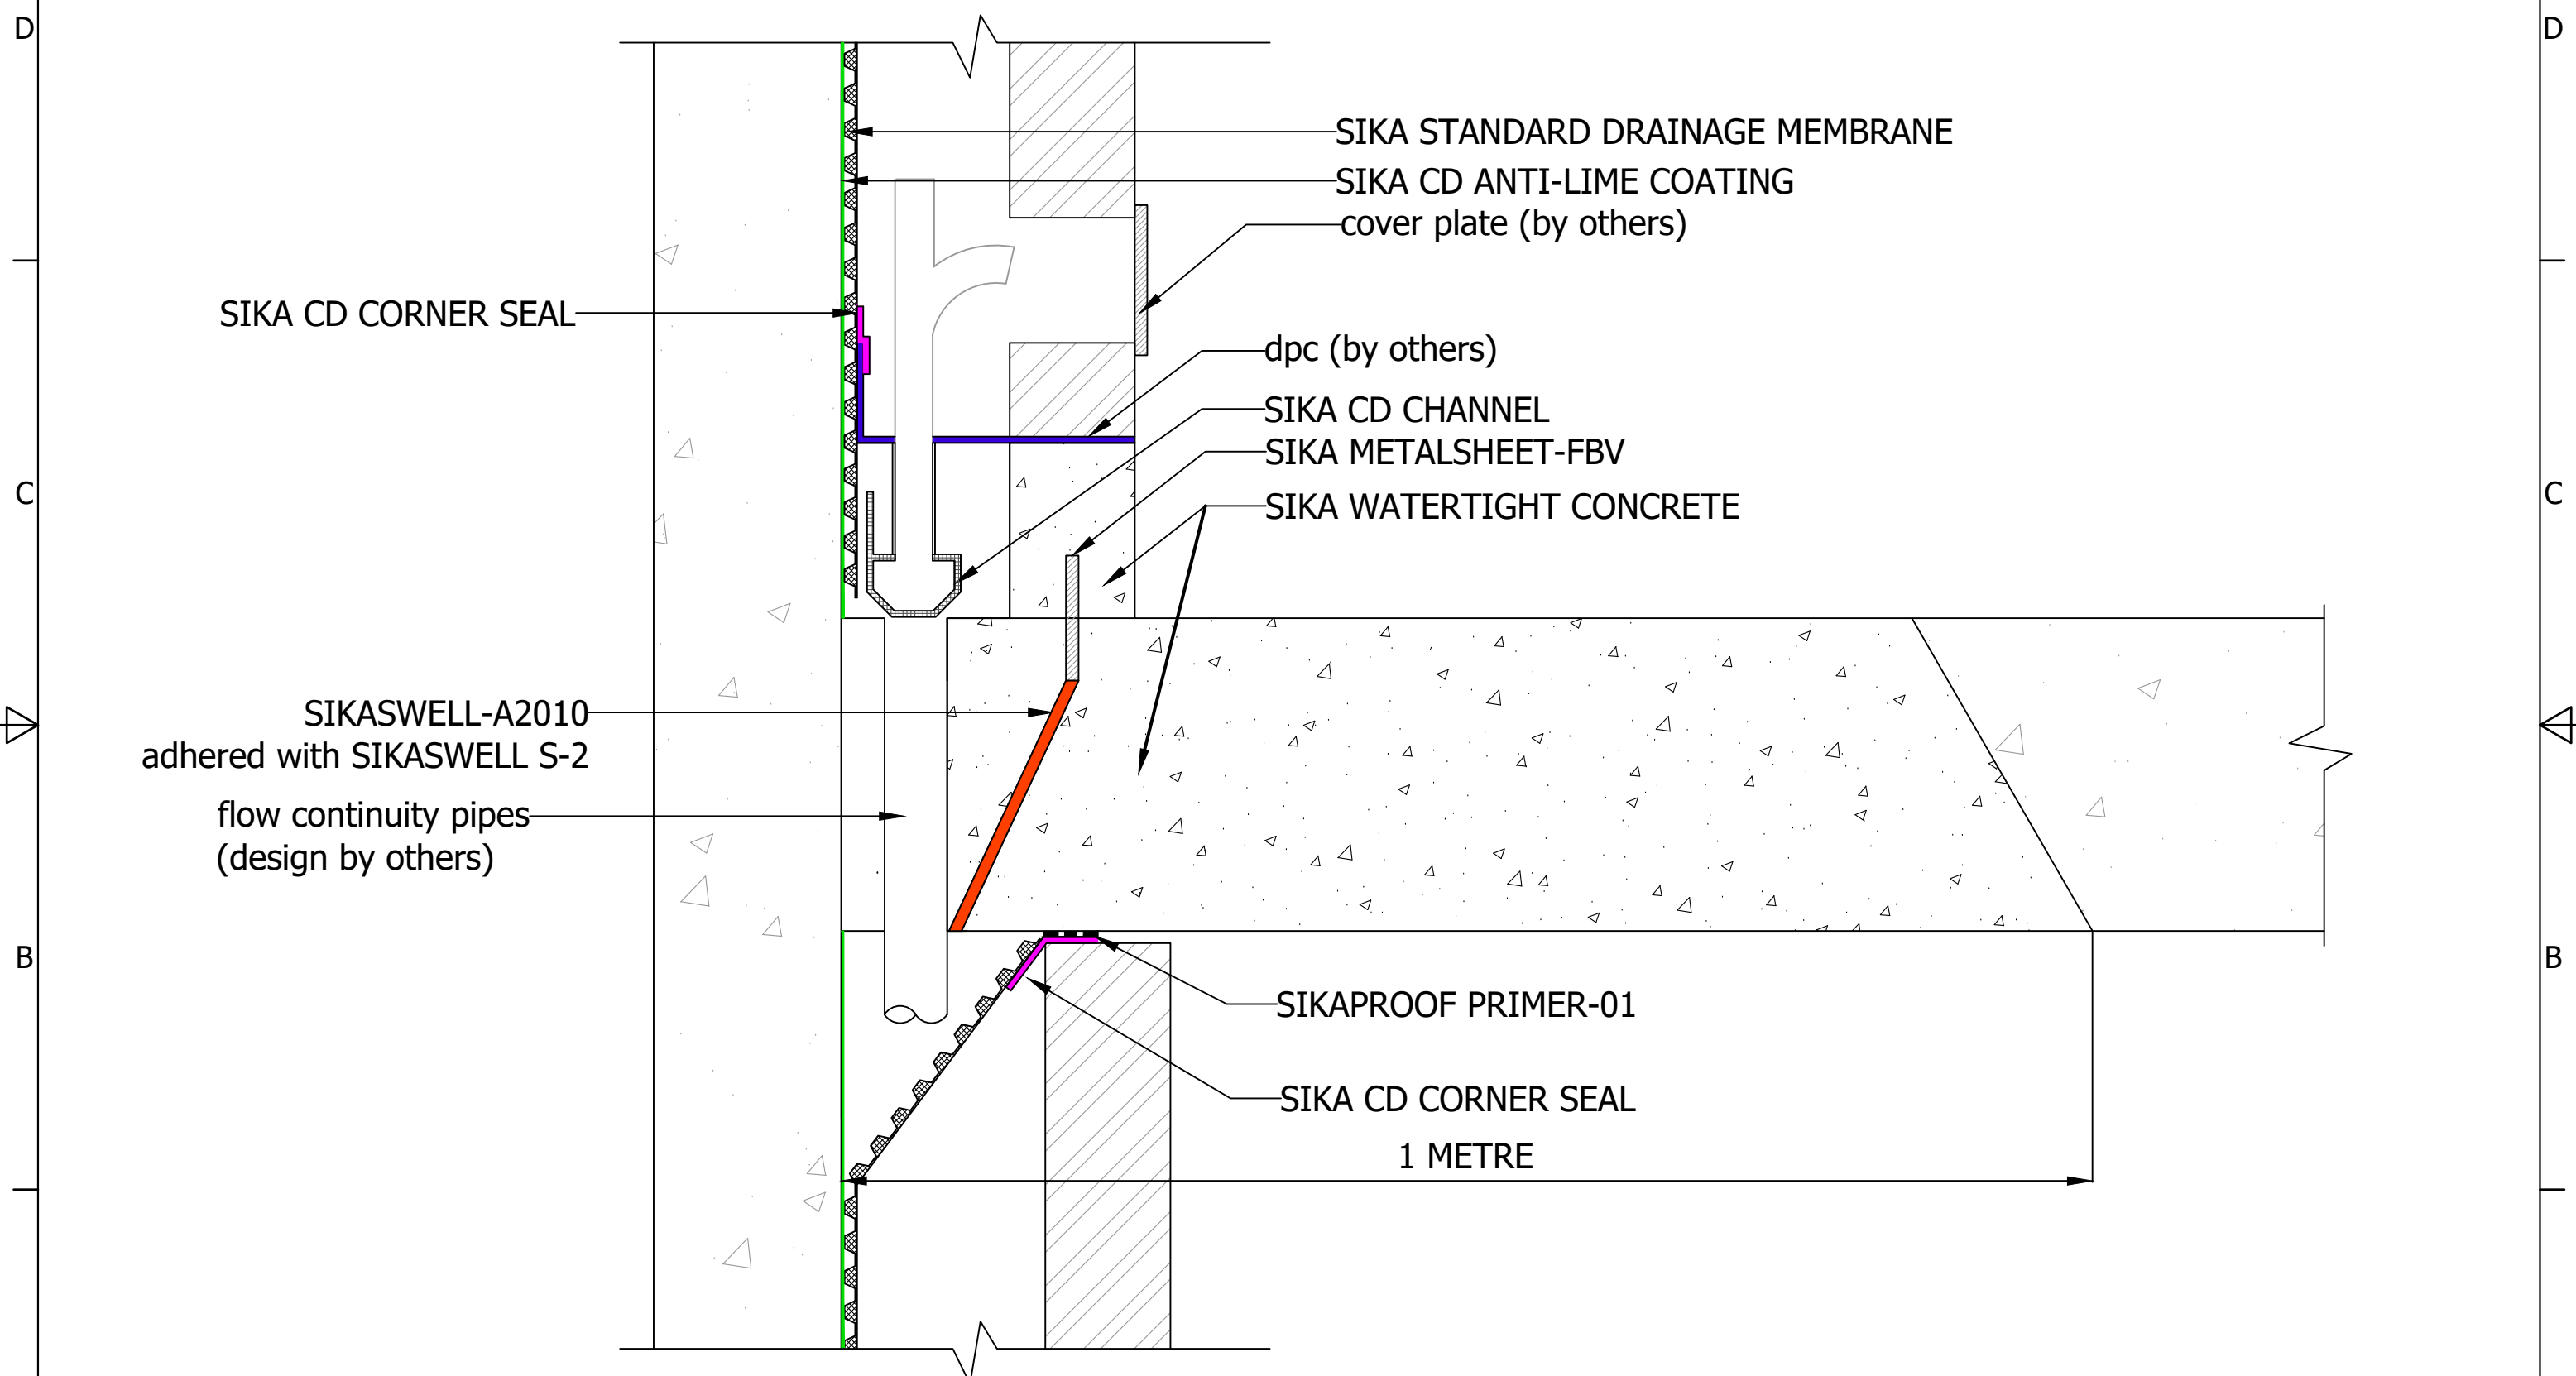 D
D
SIKA STANDARD DRAINAGE MEMBRANE
SIKA CD ANTI-LIME COATING
cover plate (by others)
SIKA CD CORNER SEAL
dpc (by others)
SIKA CD CHANNEL
SIKA METALSHEET-FBV
C
C
SIKA WATERTIGHT CONCRETE
SIKASWELL-A2010
adhered with SIKASWELL S-2
flow continuity pipes
(design by others)
B
B
SIKAPROOF PRIMER-01
SIKA CD CORNER SEAL
1 METRE